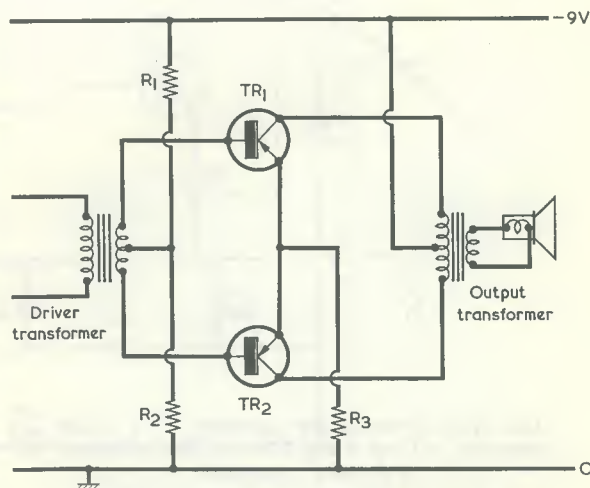 -9V
R1
TR1
Driver
transformer
Output
transformer
R2
TR2
R3
O